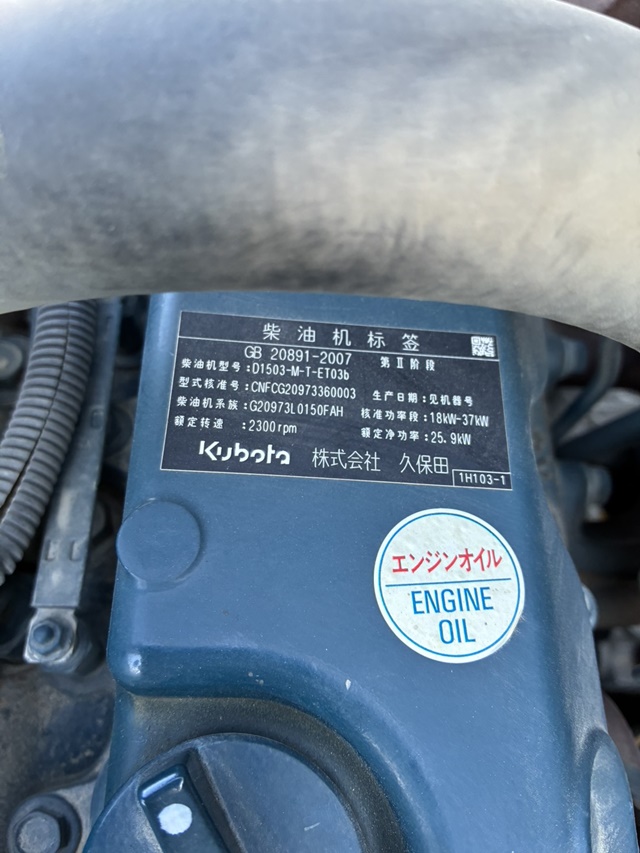 柴油机标签
GB 20891-2007 第Ⅱ阶段
柴油机型号:D1503-M-T-ET03b
型式核准号:CNFCG20973360003 生产日期:见机器号
柴油机系族:G20973L0150FAH 核准功率段:18kW-37kW
额定转速:2300rpm 额定净功率:25.9kW
Kubota 株式会社 久保田
1H103-1
エンジンオイル
ENGINE
OIL